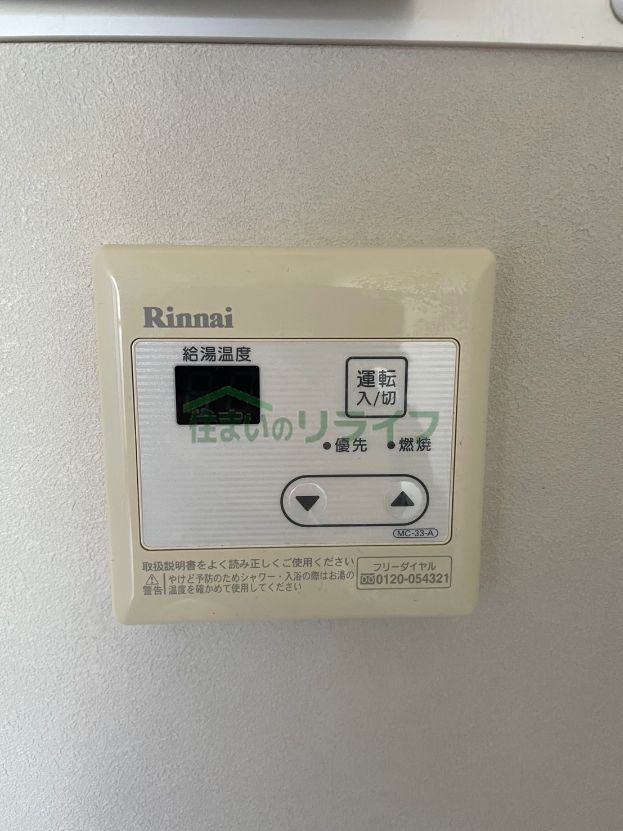 Rinnai
給湯温度
運転
入/切
住まいのリライフ
優先 燃焼
▼ ▲
MC-33-A
取扱説明書をよく読み正しくご使用ください
警告 やけど予防のためシャワー・入浴の際はお湯の
温度を確かめて使用してください
フリーダイヤル
0120-054321